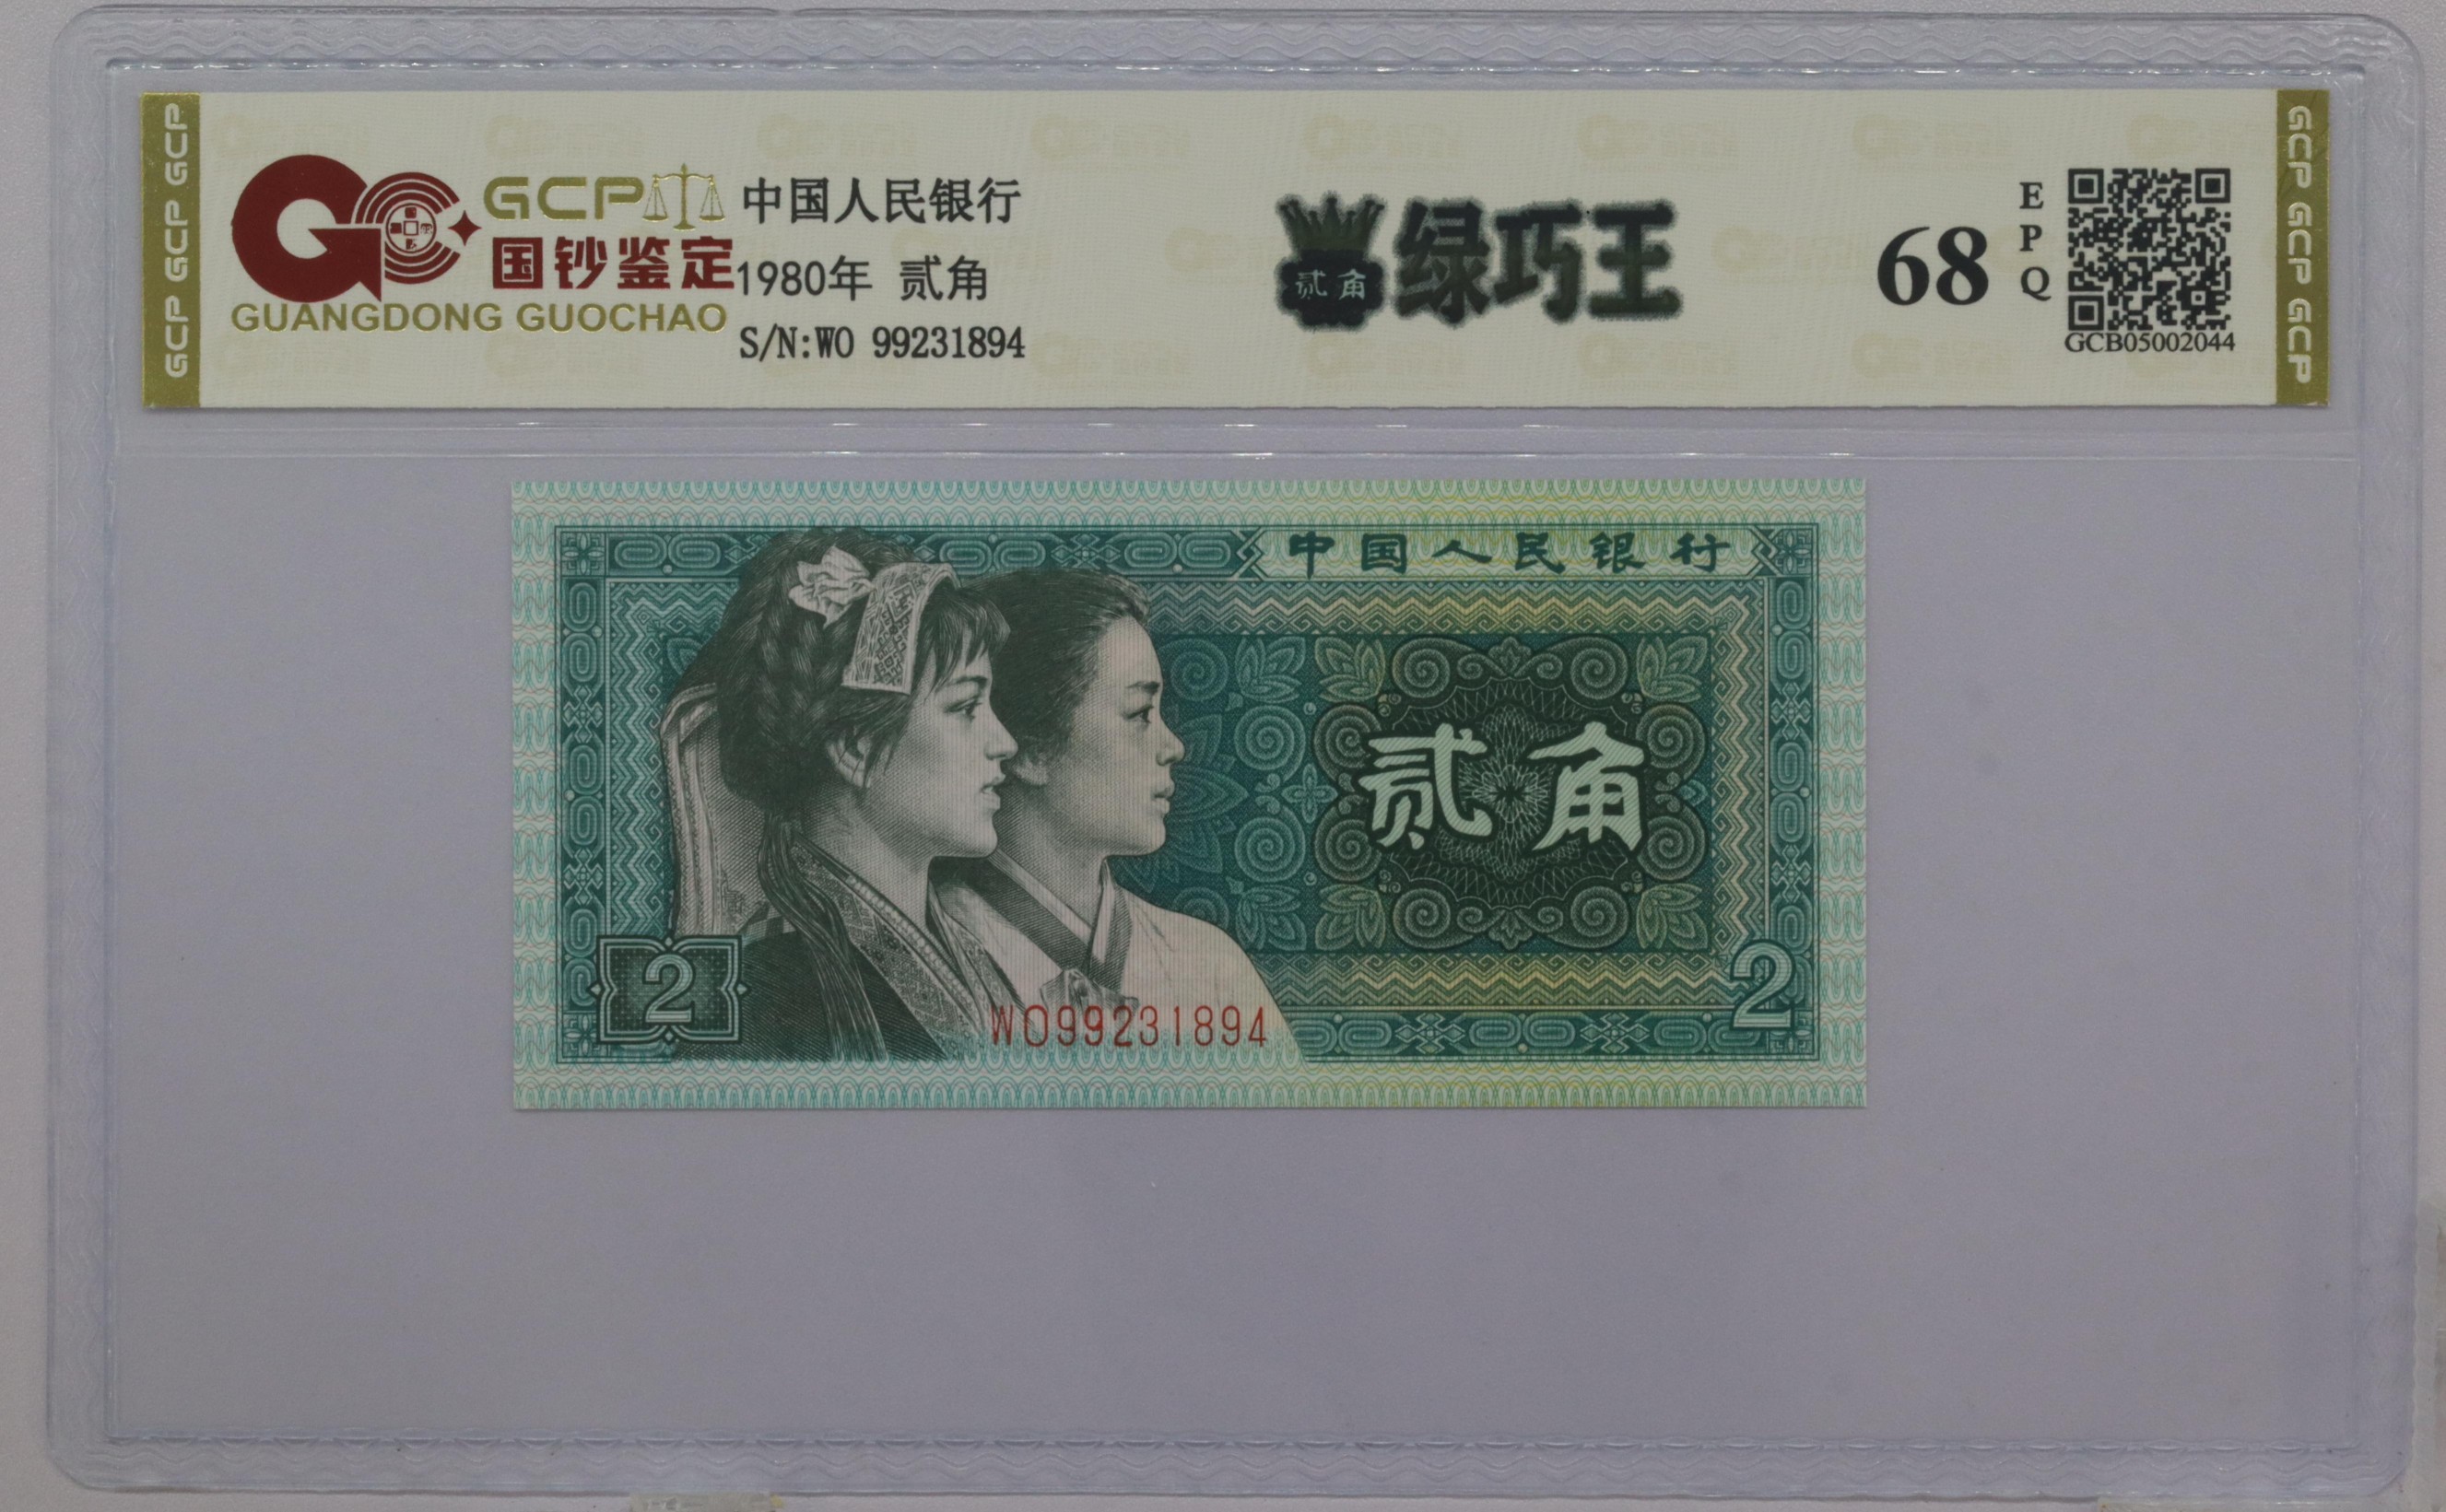 GCP GCP GCP
GCP
国钞鉴定
GUANGDONG GUOCHAO
中国人民银行
1980年 贰角
S/N:WO 99231894
贰角
绿巧王
68
EPQ
GCB05002044
GCP GCP GCP
中国人民银行
贰角
2
2
WO99231894